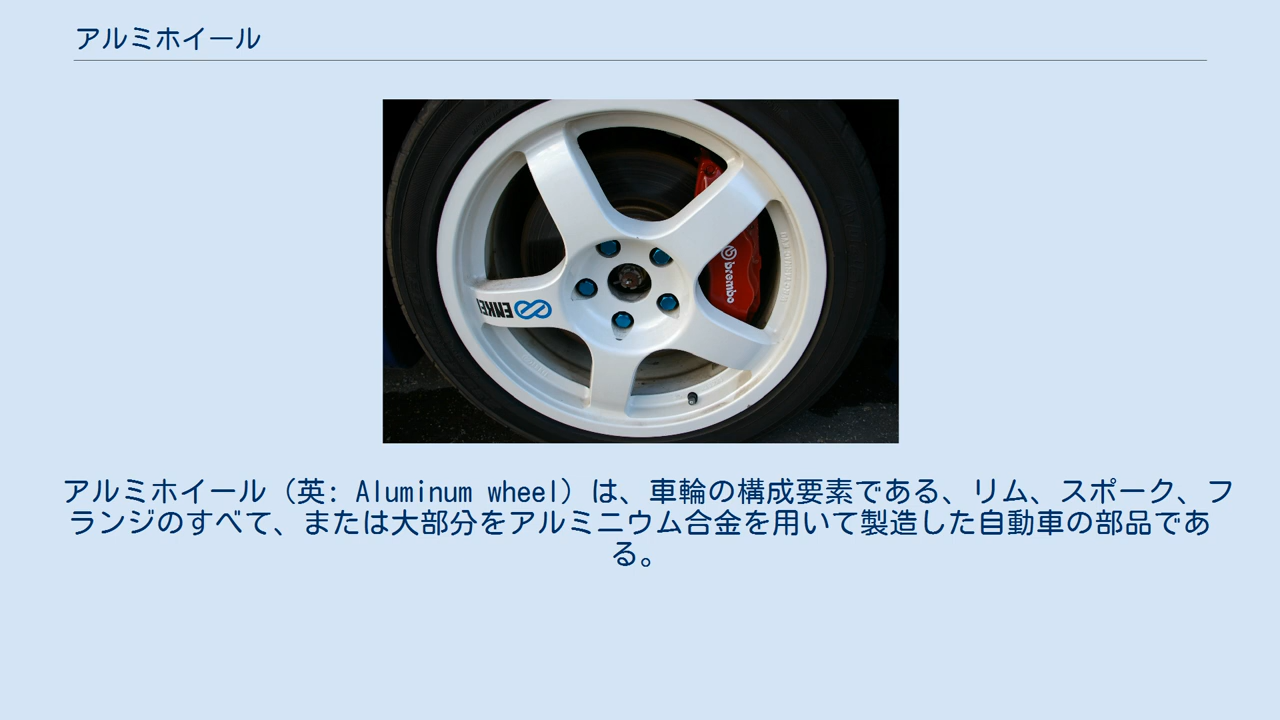 アルミホイール
ENKEI
brembo
アルミホイール（英: Aluminum wheel）は、車輪の構成要素である、リム、スポーク、フ
ランジのすべて、または大部分をアルミニウム合金を用いて製造した自動車の部品であ
る。